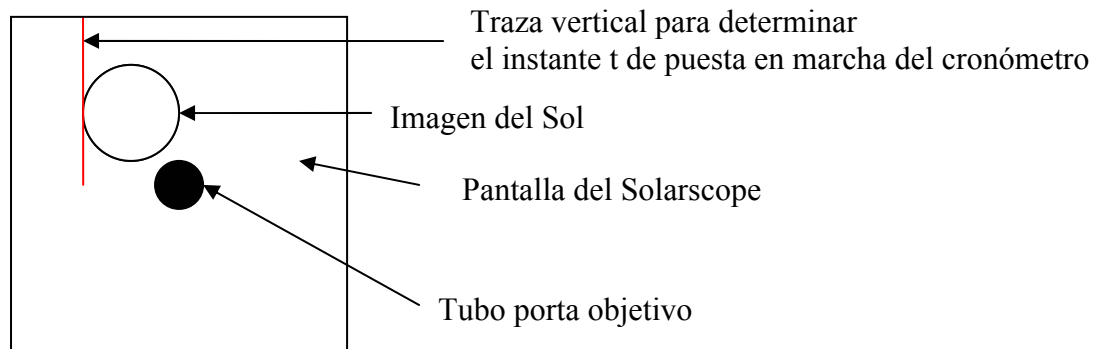 Traza vertical para determinar
el instante t de puesta en marcha del cronómetro
Imagen del Sol
Pantalla del Solarscope
Tubo porta objetivo